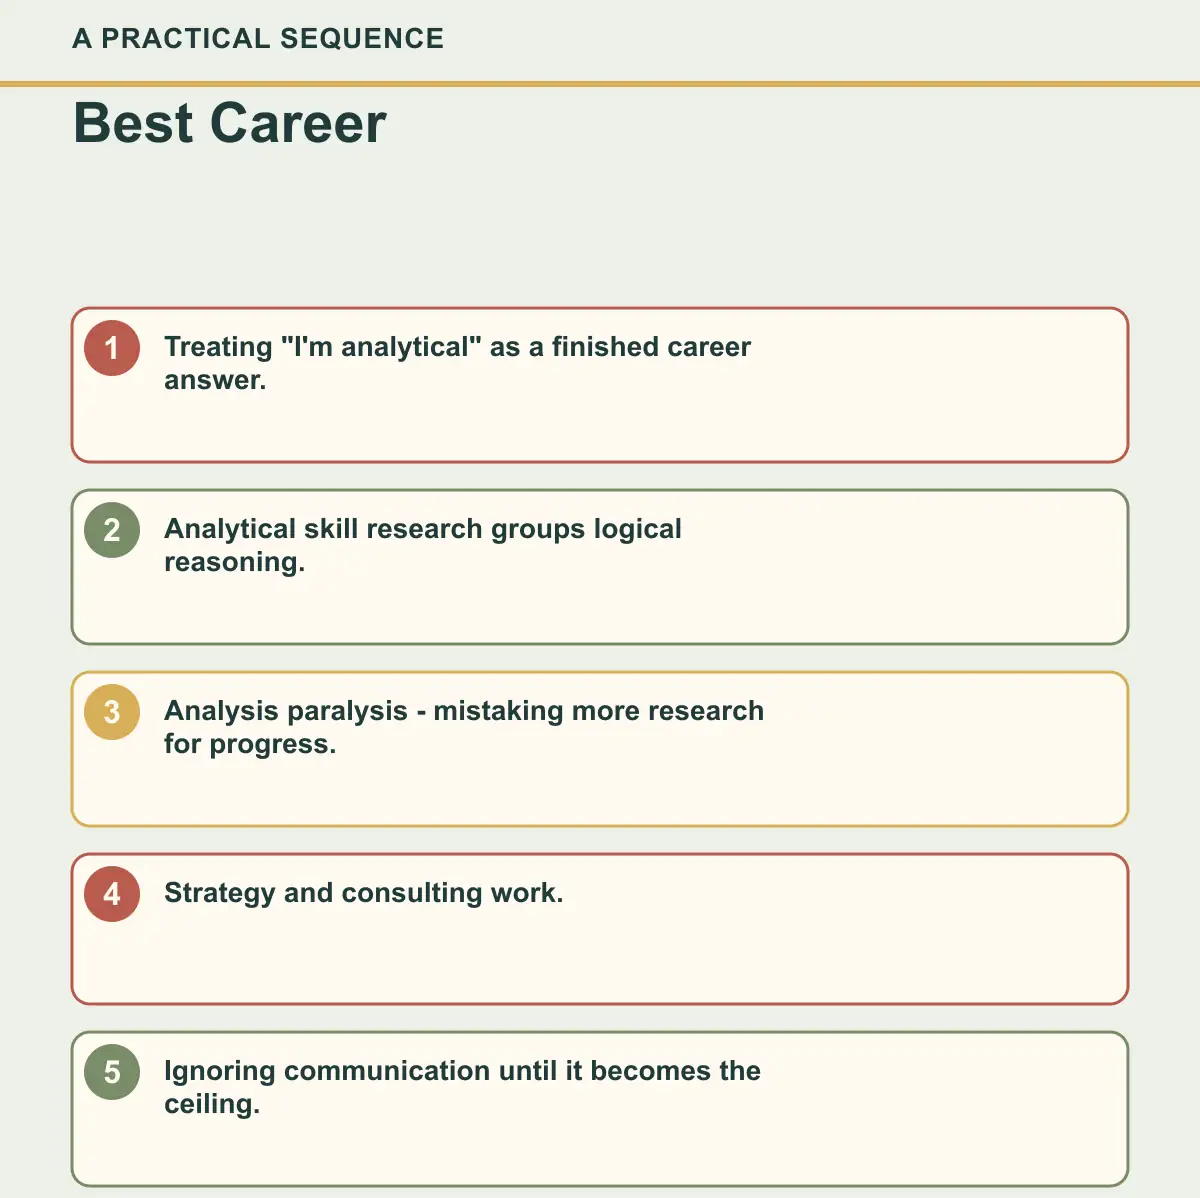 A PRACTICAL SEQUENCE
Best Career
1
Treating "I'm analytical" as a finished career
answer.
2
Analytical skill research groups logical
reasoning.
3
Analysis paralysis - mistaking more research
for progress.
4
Strategy and consulting work.
5
Ignoring communication until it becomes the
ceiling.